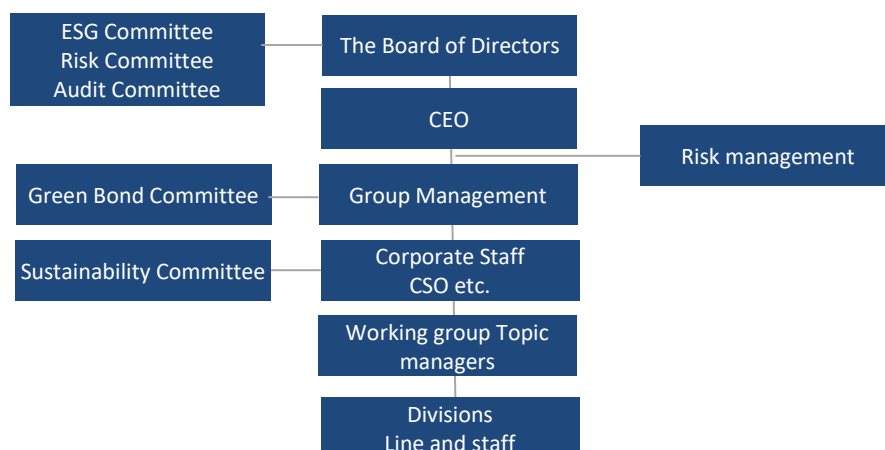 ESG Committee
Risk Committee
Audit Committee
The Board of Directors
CEO
Risk management
Green Bond Committee
Group Management
Sustainability Committee
Corporate Staff
CSO etc.
Working group Topic
managers
Divisions
Line and staff